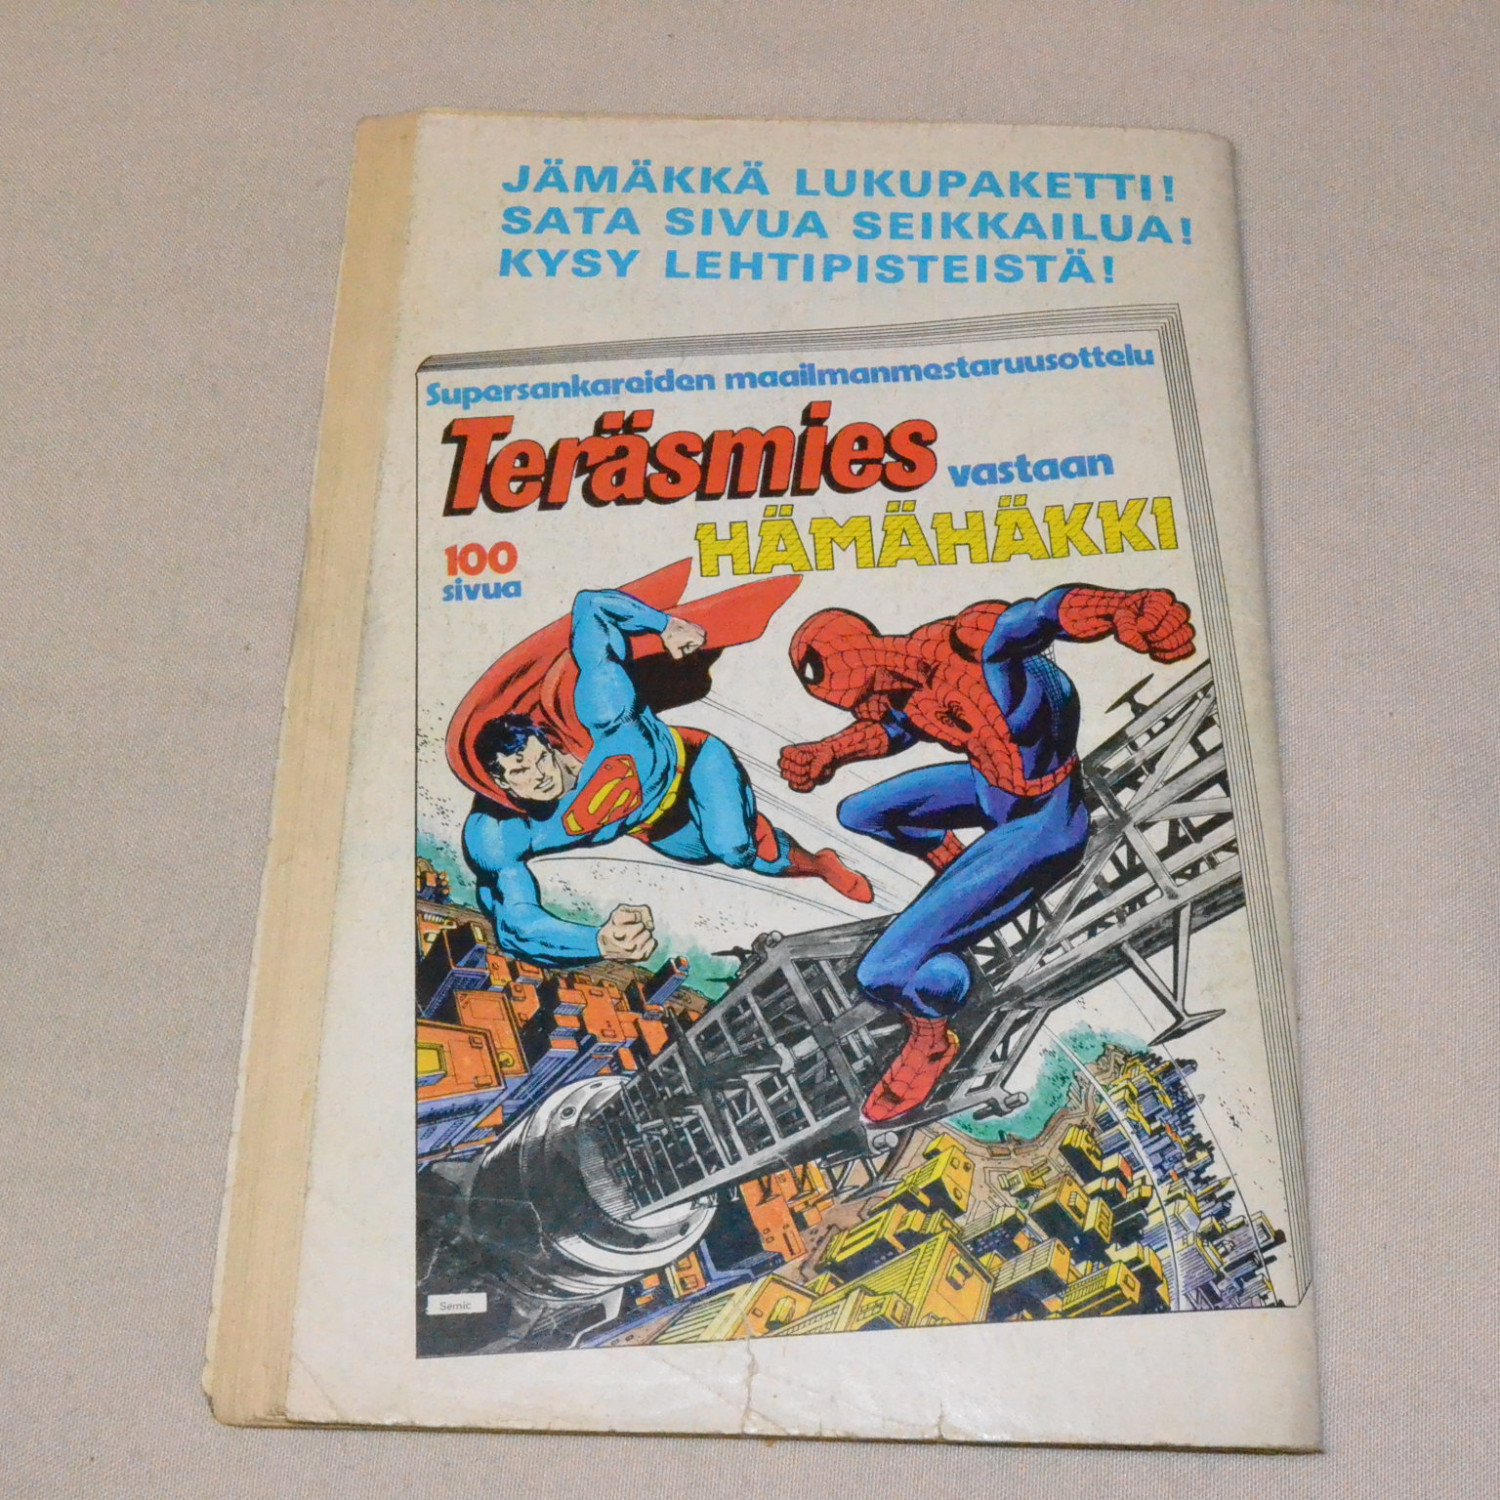 JÄMÄKKÄ LUKUPAKETTI!
SATA SIVUA SEIKKAILUA!
KYSY LEHTIPISTEISTÄ!
Supersankareiden maailmanmestaruusottelu
Teräsmies vastaan
HÄMÄHÄKKI
100
sivua
S
Semic